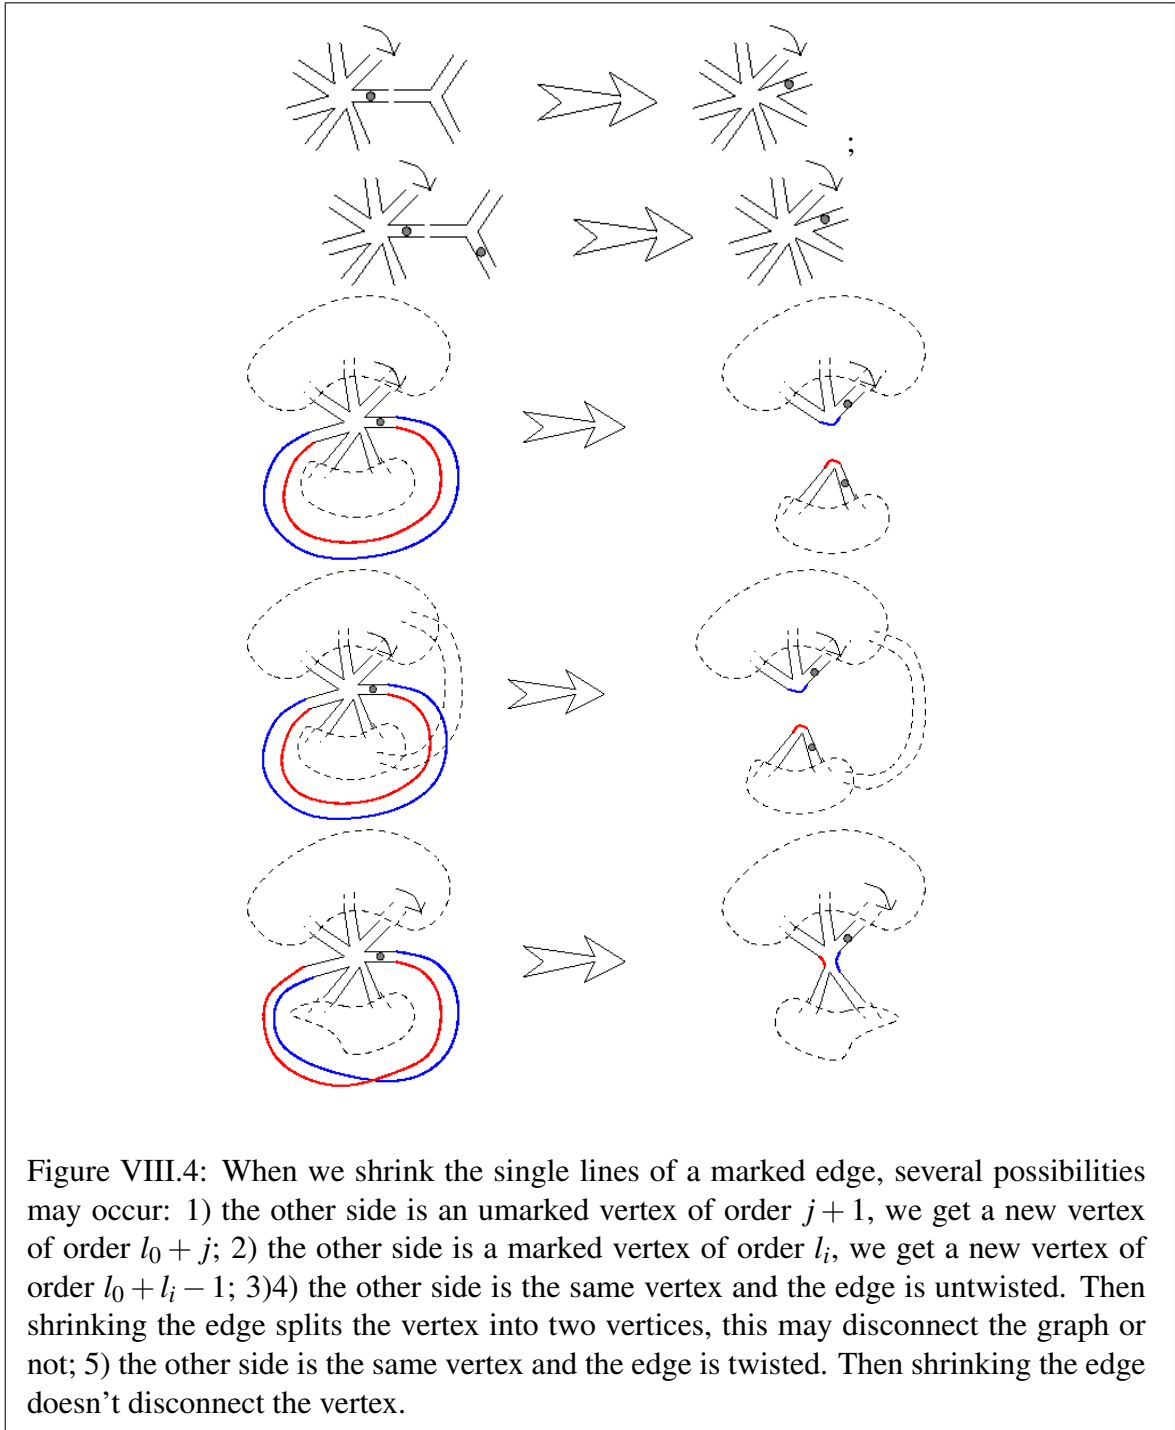 ;
Figure VIII.4: When we shrink the single lines of a marked edge, several possibilities
may occur: 1) the other side is an umarked vertex of order j + 1, we get a new vertex
of order l₀ + j; 2) the other side is a marked vertex of order lᵢ, we get a new vertex of
order l₀ + lᵢ − 1; 3)4) the other side is the same vertex and the edge is untwisted. Then
shrinking the edge splits the vertex into two vertices, this may disconnect the graph or
not; 5) the other side is the same vertex and the edge is twisted. Then shrinking the edge
doesn't disconnect the vertex.